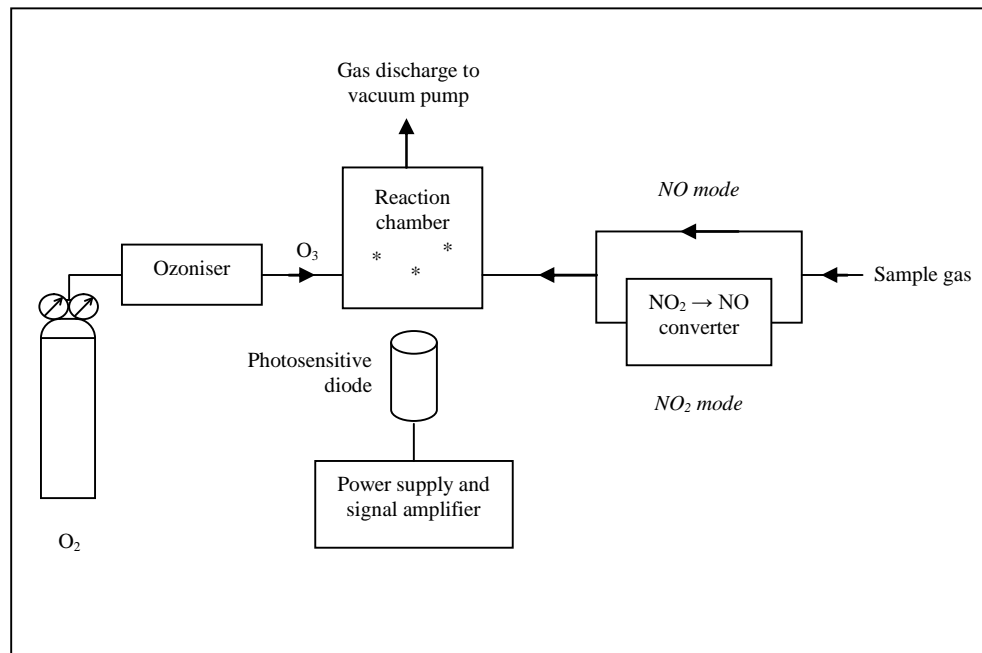 Gas discharge to
vacuum pump
Reaction
chamber
* * *
NO mode
O₃
Ozoniser
Sample gas
NO₂ → NO
converter
Photosensitive
diode
NO₂ mode
Power supply and
signal amplifier
O₂